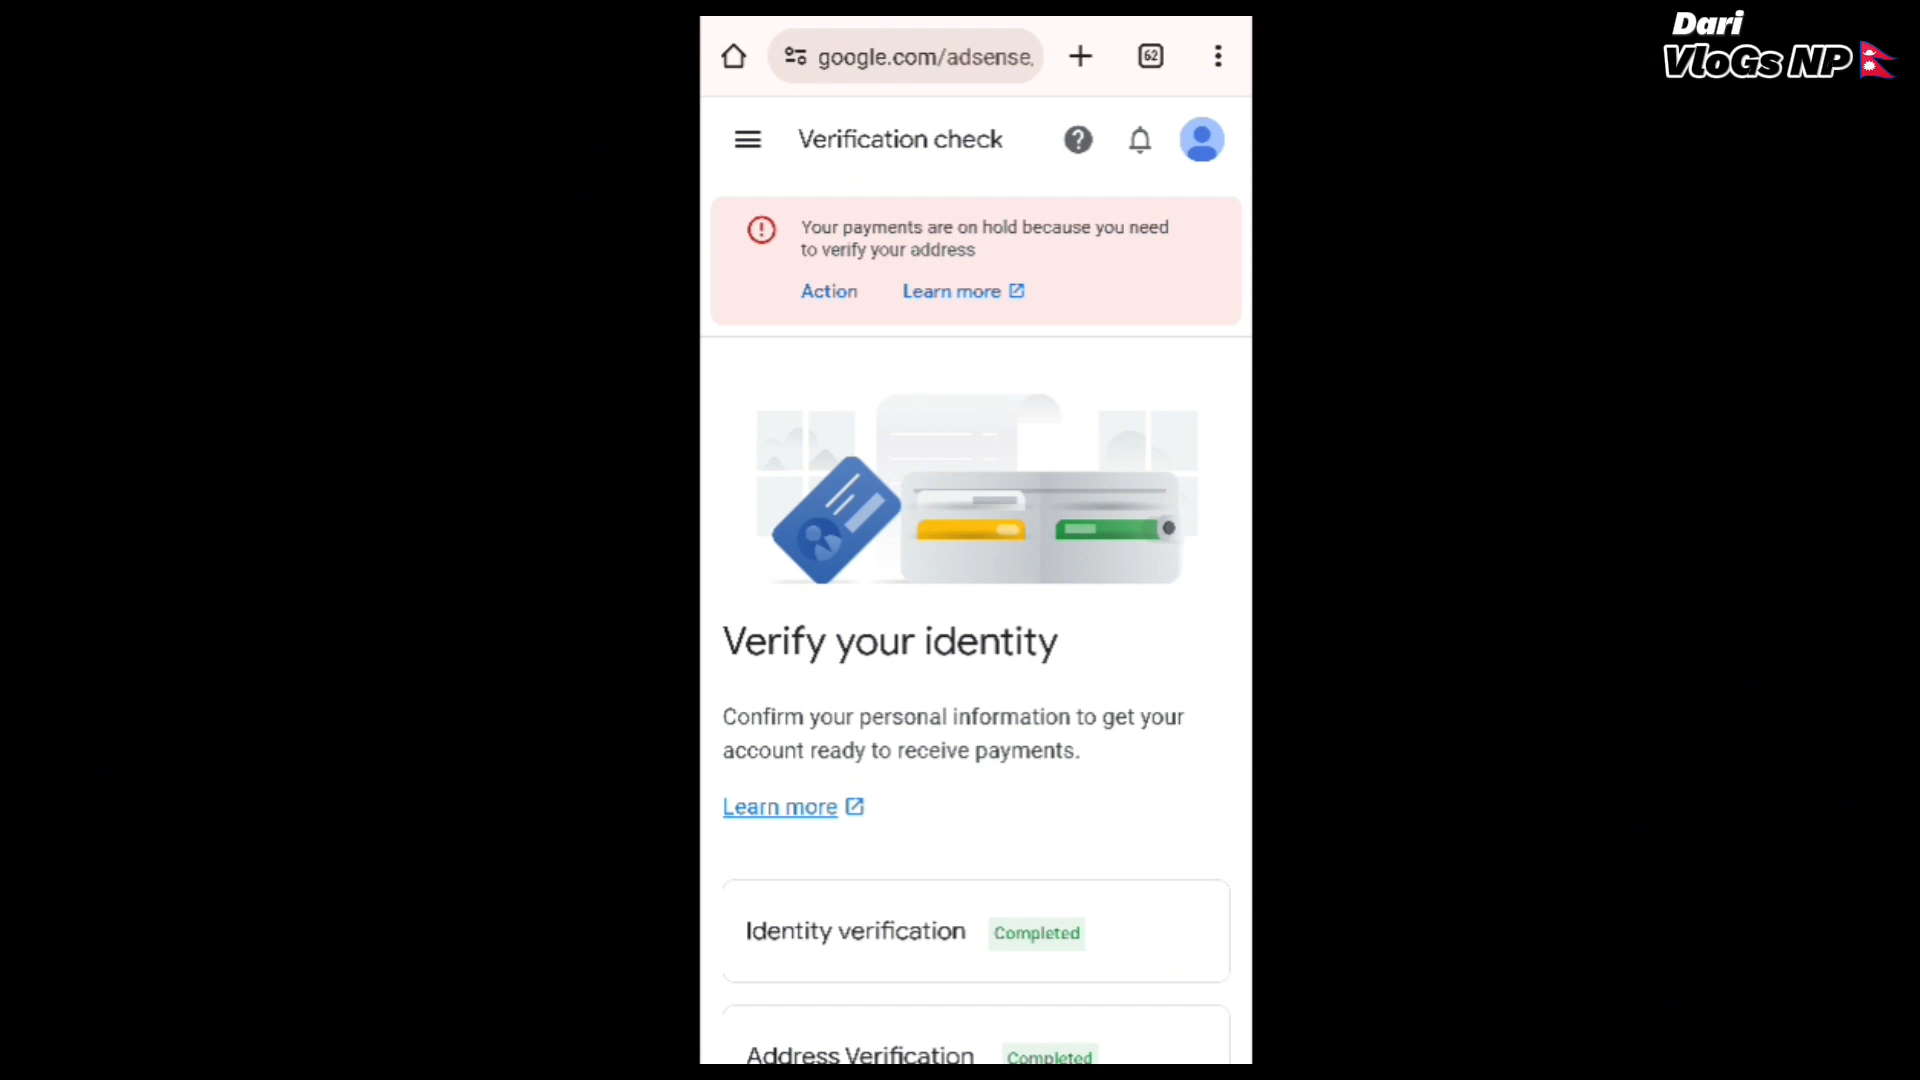 Dari
VloGs NP
google.com/adsense
62
Verification check
Your payments are on hold because you need
to verify your address
Action Learn more
Verify your identity
Confirm your personal information to get your
account ready to receive payments.
Learn more
Identity verification Completed
Address Verification Completed